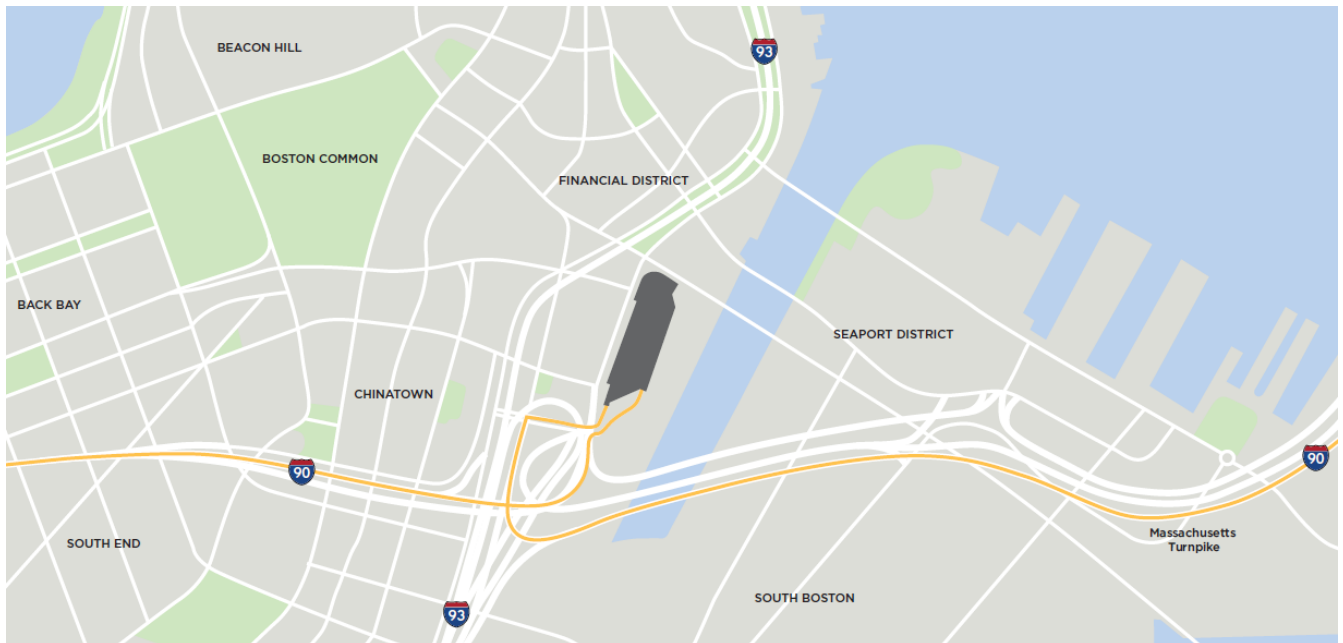 BEACON HILL
93
BOSTON COMMON
FINANCIAL DISTRICT
BACK BAY
SEAPORT DISTRICT
CHINATOWN
90
90
SOUTH END
Massachusetts
Turnpike
SOUTH BOSTON
93